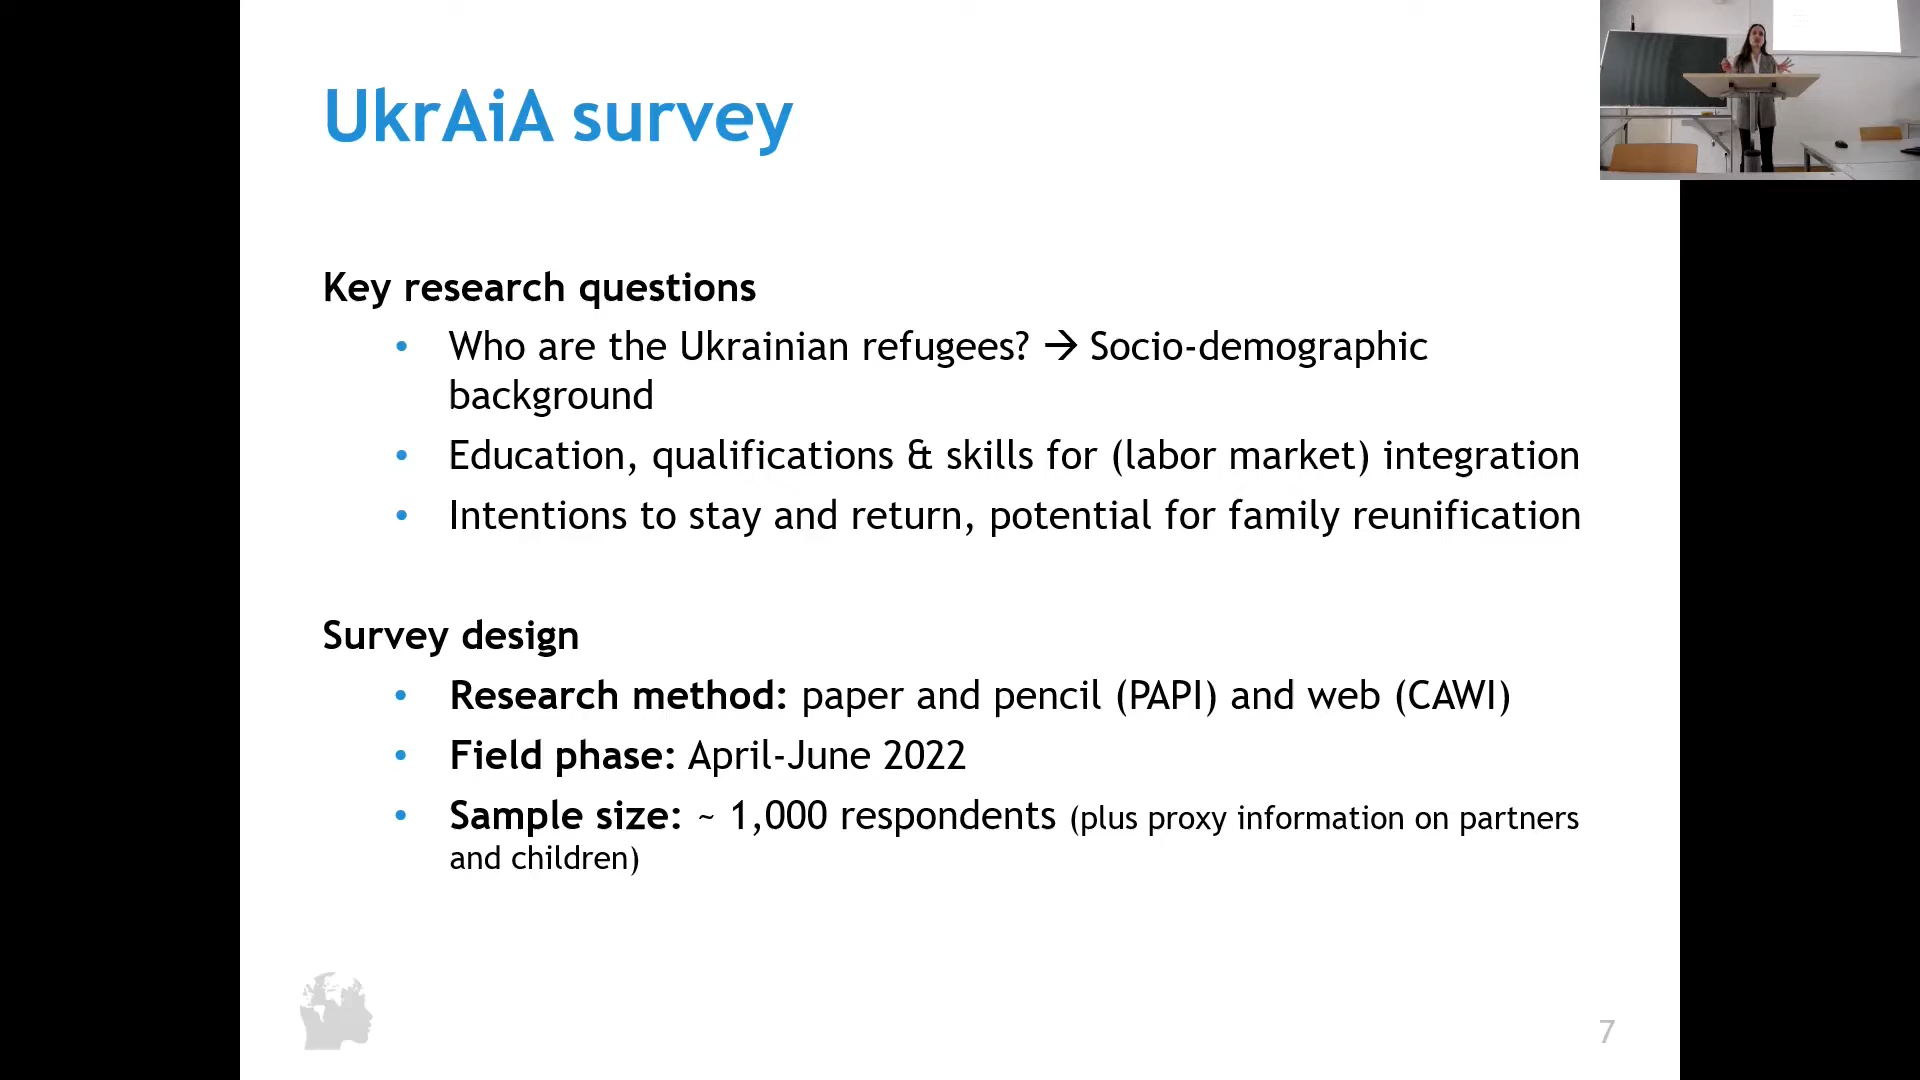 UkrAiA survey
Key research questions
• Who are the Ukrainian refugees? → Socio-demographic
background
• Education, qualifications & skills for (labor market) integration
• Intentions to stay and return, potential for family reunification
Survey design
• Research method: paper and pencil (PAPI) and web (CAWI)
• Field phase: April-June 2022
• Sample size: ~ 1,000 respondents (plus proxy information on partners
and children)
7